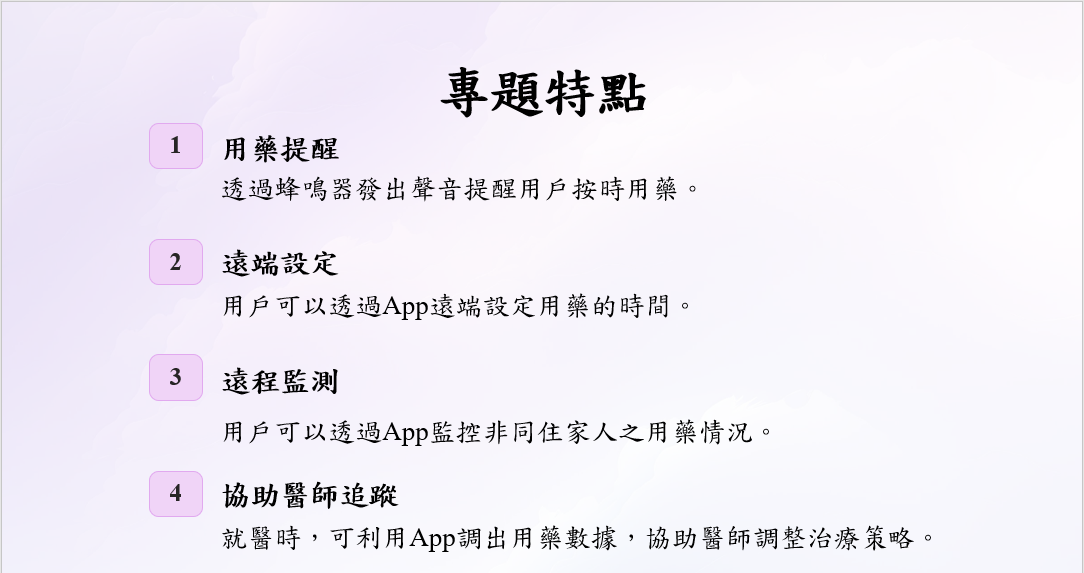 專題特點
1 用藥提醒
透過蜂鳴器發出聲音提醒用戶按時用藥。
2 遠端設定
用戶可以透過App遠端設定用藥的時間。
3 遠程監測
用戶可以透過App監控非同住家人之用藥情況。
4 協助醫師追蹤
就醫時，可利用App調出用藥數據，協助醫師調整治療策略。